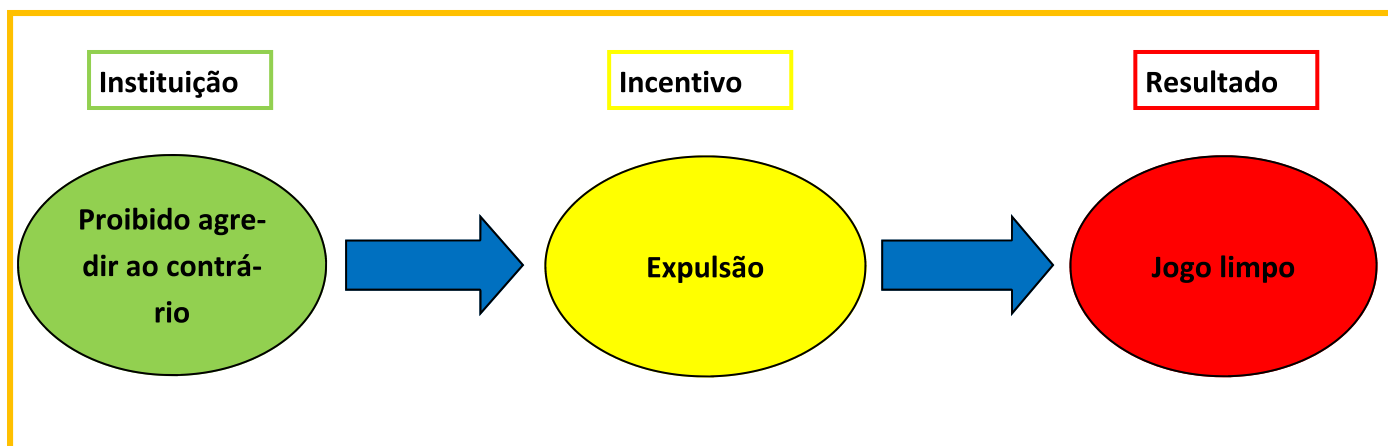 Instituição
Incentivo
Resultado
Proibido agre-
dir ao contrá-
rio
Expulsão
Jogo limpo